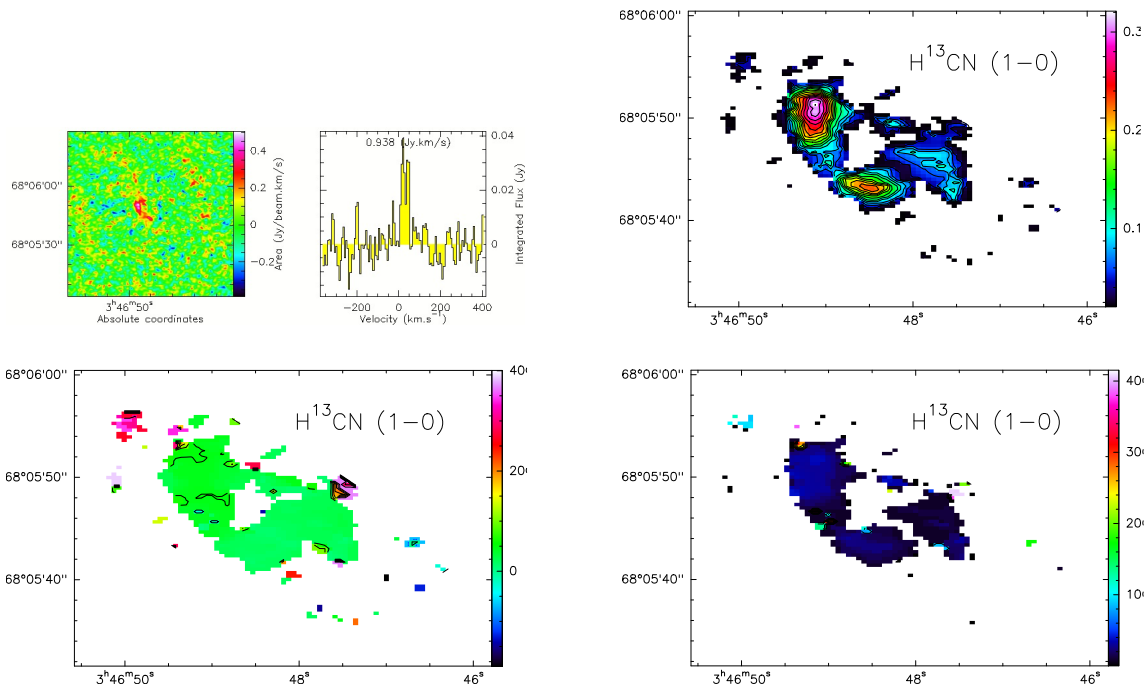 68°06'00''
68°05'30''
3ʰ46ᵐ50ˢ
Absolute coordinates
0.4
0.2
0
−0.2
Area (Jy/beam.km/s)
0.938 (Jy.km/s)
0.04
0.02
0
Integrated Flux (Jy)
−200 0 200 400
Velocity (km.s⁻¹)
68°06'00''
68°05'50''
68°05'40''
H¹³CN (1−0)
3ʰ46ᵐ50ˢ 48ˢ 46ˢ
0.3
0.2
0.1
68°06'00''
68°05'50''
68°05'40''
H¹³CN (1−0)
3ʰ46ᵐ50ˢ 48ˢ 46ˢ
0
68°06'00''
68°05'50''
68°05'40''
H¹³CN (1−0)
3ʰ46ᵐ50ˢ 48ˢ 46ˢ